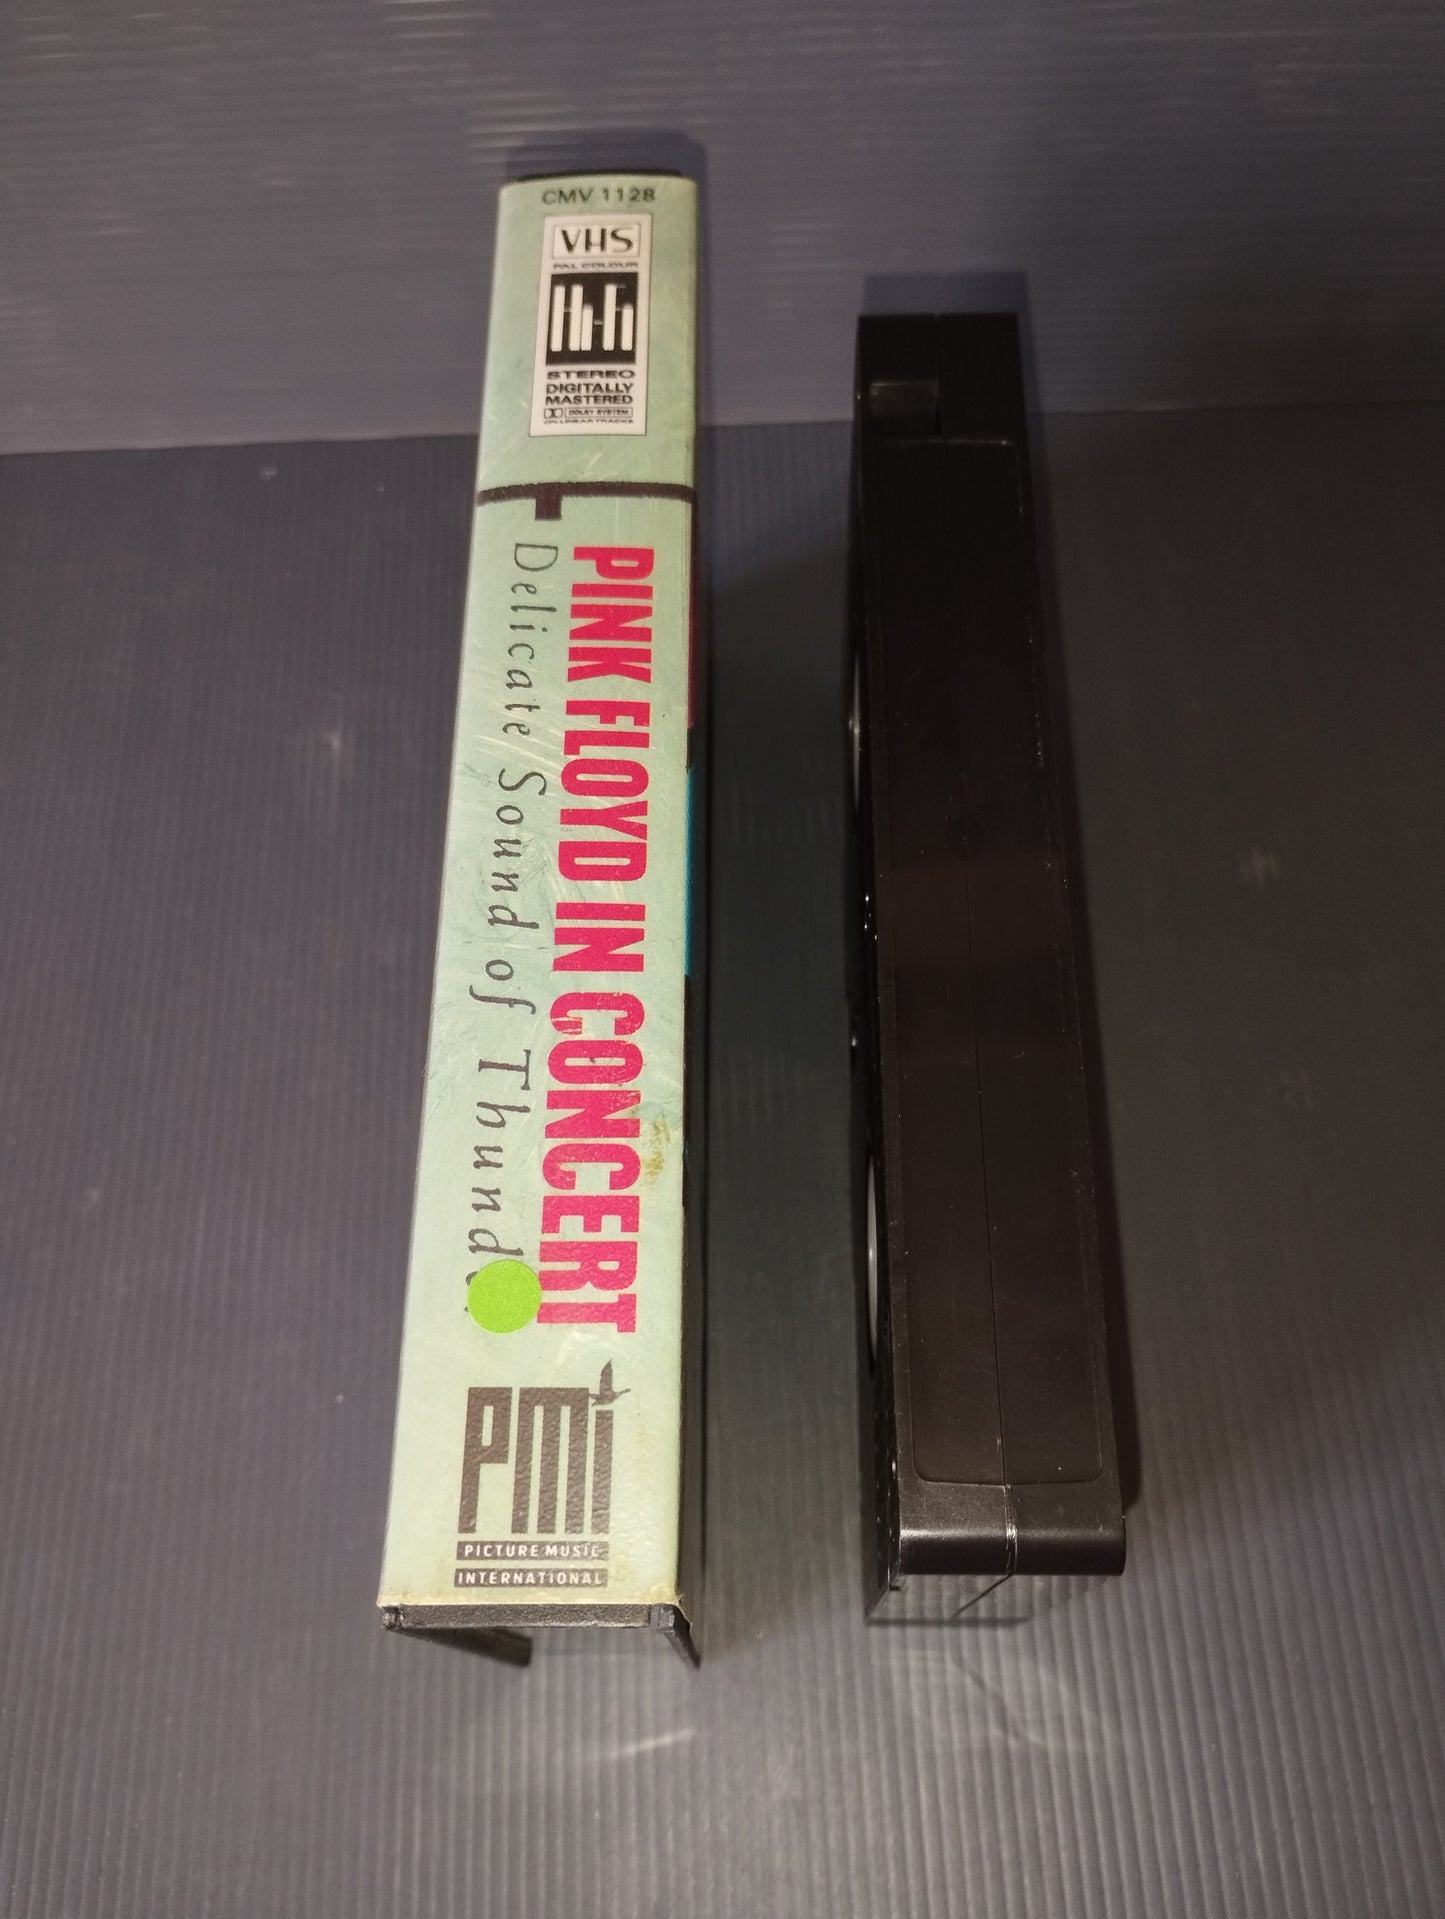 CMV 1128
VHS
PAL COLOUR
Hi-Fi
STEREO
DIGITALLY
MASTERED
DOLBY SYSTEM
ON LINEAR TRACKS
PINK FLOYD IN CONCERT
Delicate Sound of Thund
PMi
PICTURE MUSIC
INTERNATIONAL